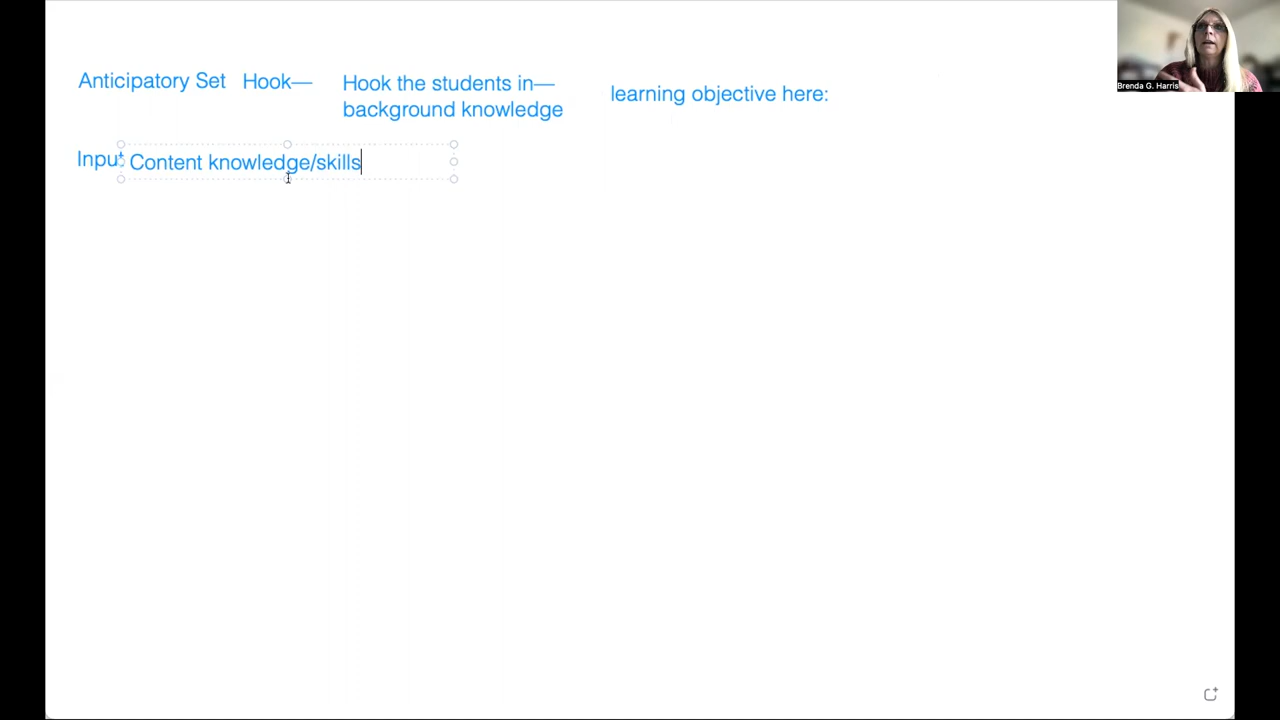 Anticipatory Set Hook—
Hook the students in—
background knowledge
learning objective here:
Input
Content knowledge/skills
Brenda G. Harris